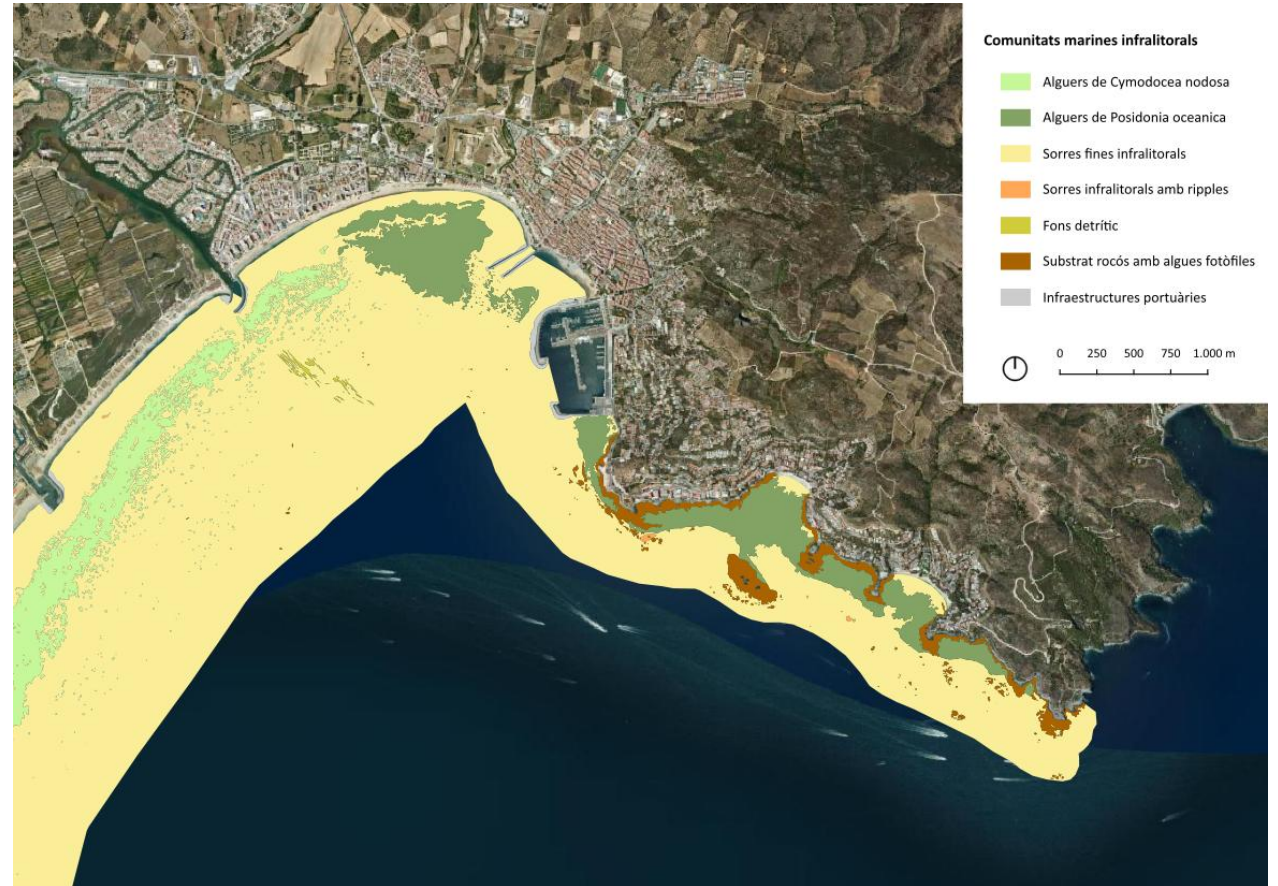 Comunitats marines infralitorals
Alguers de Cymodocea nodosa
Alguers de Posidonia oceanica
Sorres fines infralitorals
Sorres infralitorals amb ripples
Fons detrític
Substrat rocós amb algues fotòfiles
Infraestructures portuàries
0 250 500 750 1.000 m